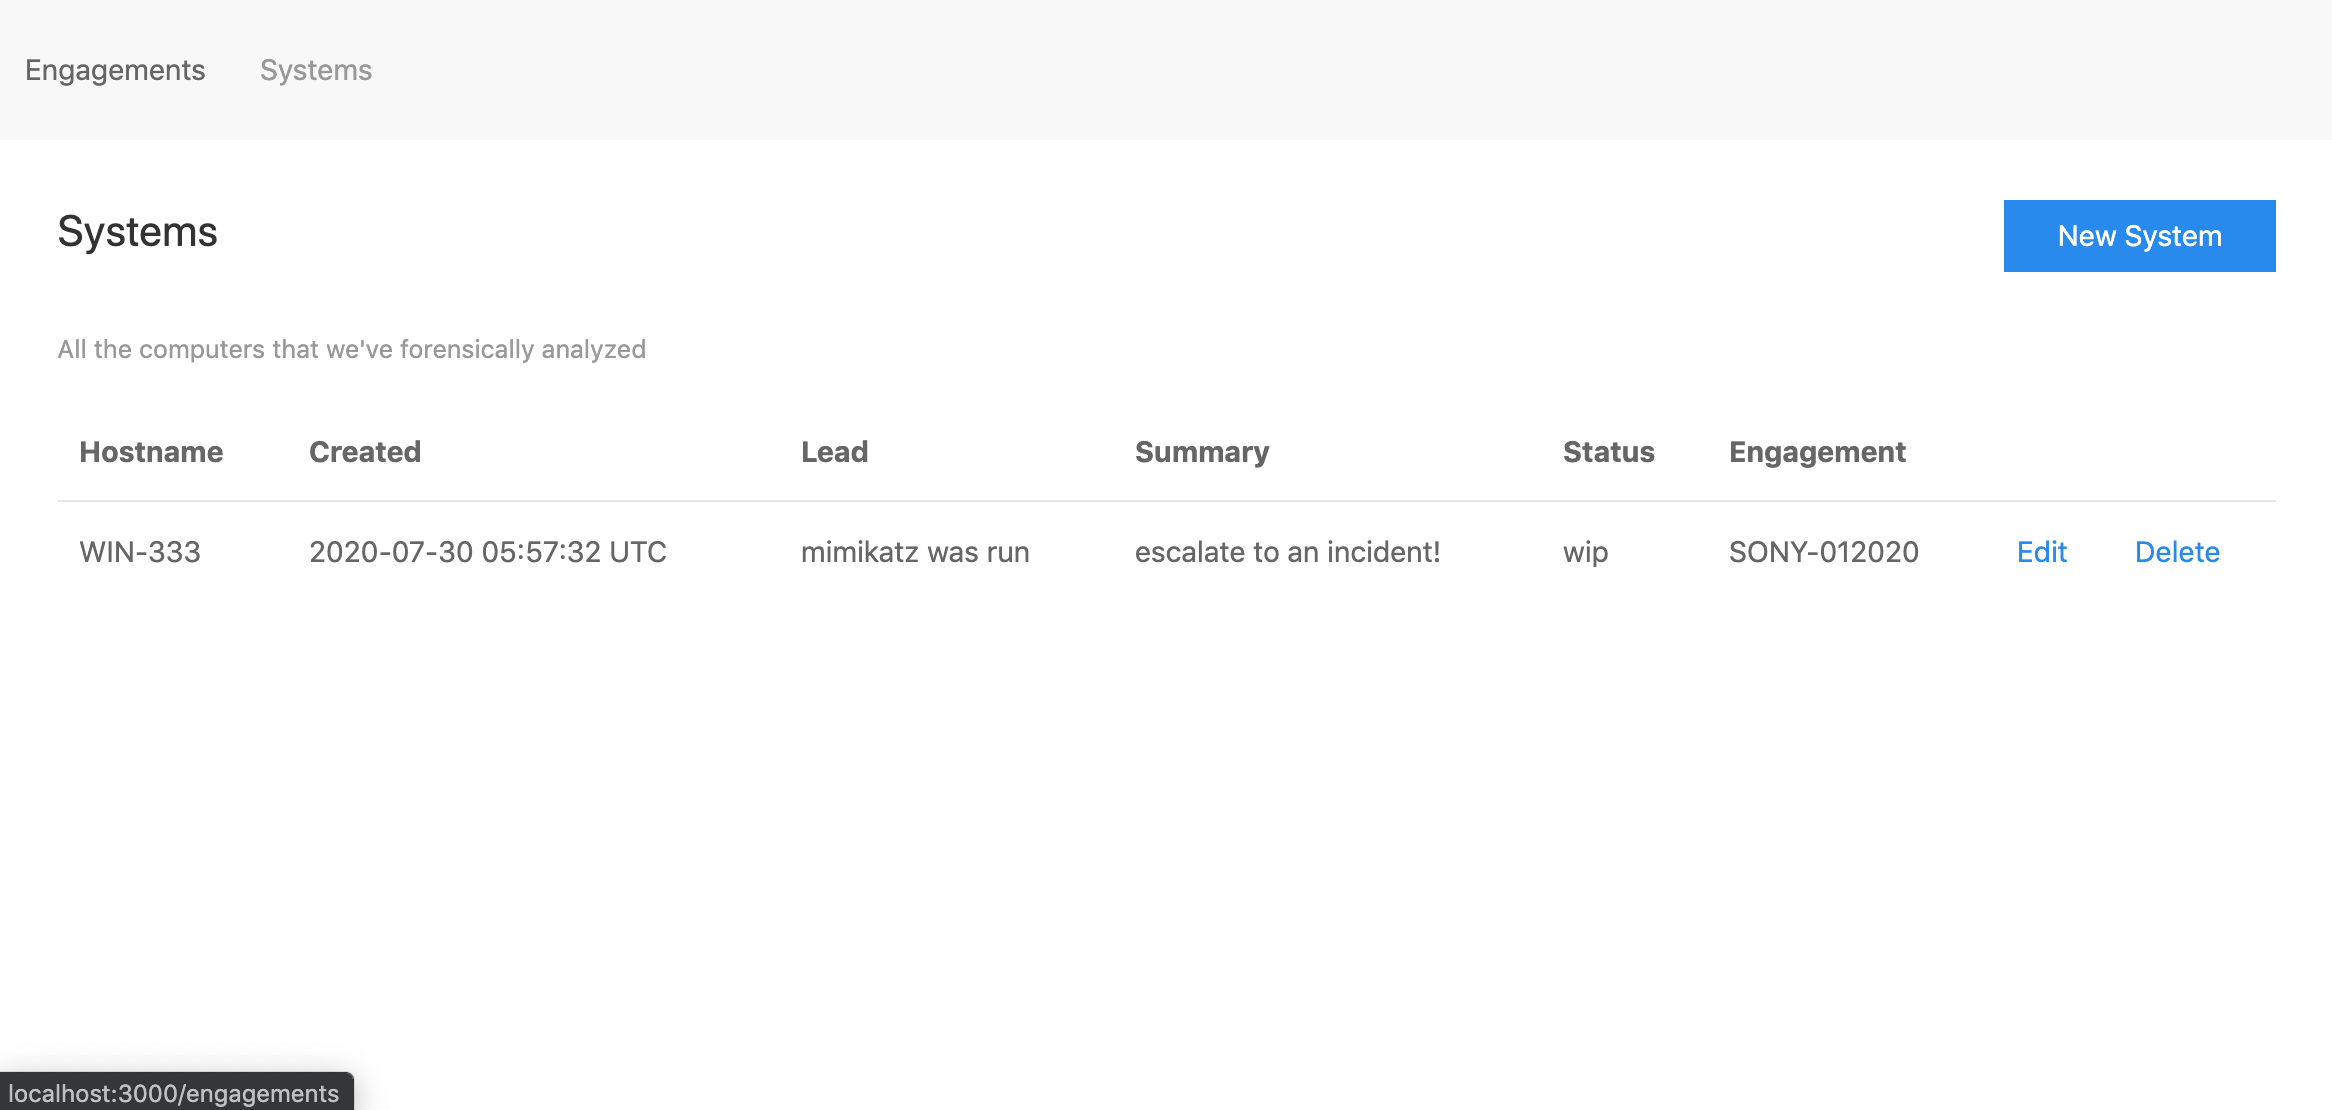 Engagements Systems
Systems
New System
All the computers that we've forensically analyzed
Hostname Created Lead Summary Status Engagement
WIN-333 2020-07-30 05:57:32 UTC mimikatz was run escalate to an incident! wip SONY-012020 Edit Delete
localhost:3000/engagements